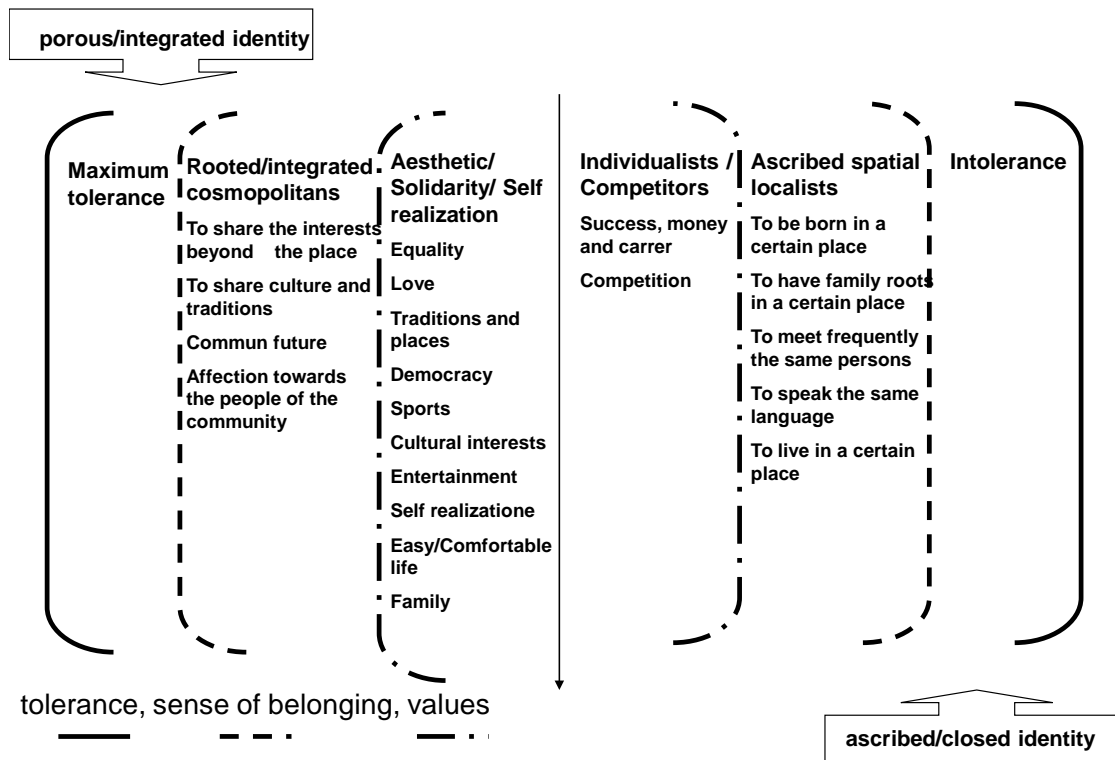 porous/integrated identity
Maximum
tolerance
Rooted/integrated
cosmopolitans
To share the interests
beyond the place
To share culture and
traditions
Commun future
Affection towards
the people of the
community
Aesthetic/
Solidarity/ Self
realization
Equality
Love
Traditions and
places
Democracy
Sports
Cultural interests
Entertainment
Self realizatione
Easy/Comfortable
life
Family
Individualists /
Competitors
Success, money
and carrer
Competition
Ascribed spatial
localists
To be born in a
certain place
To have family roots
in a certain place
To meet frequently
the same persons
To speak the same
language
To live in a certain
place
Intolerance
tolerance, sense of belonging, values
ascribed/closed identity